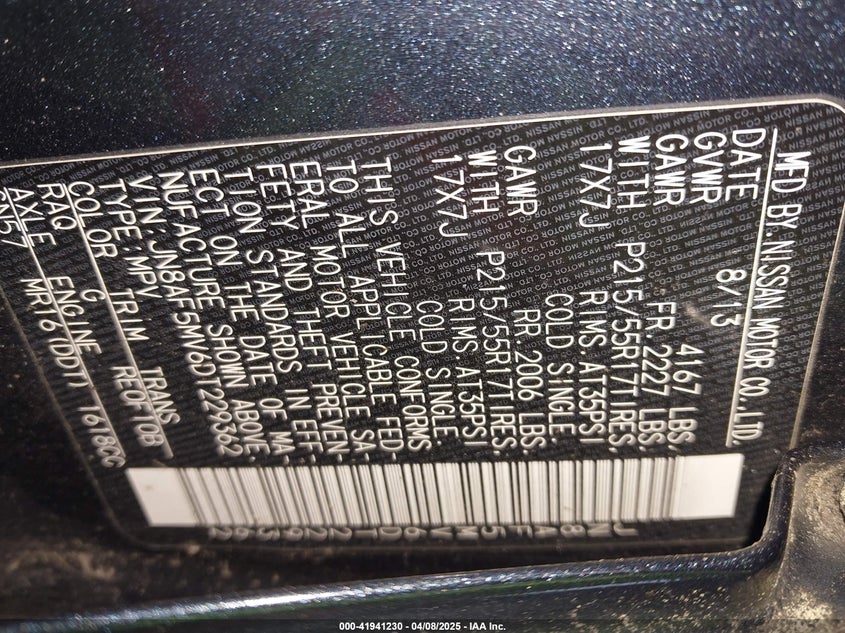 MFD BY NISSAN MOTOR CO., LTD.
DATE 8/13
GVWR 4167 LBS.
GAWR FR. 2227 LBS.
WITH P215/55R17TIRES,
17X7J RIMS. AT35PSI
COLD SINGLE.
GAWR RR. 2006 LBS.
WITH P215/55R17TIRES,
17X7J RIMS. AT35PSI
COLD SINGLE.
THIS VEHICLE CONFORMS
TO ALL APPLICABLE FED-
ERAL MOTOR VEHICLE SA-
FETY AND THEFT PREVEN-
TION STANDARDS IN EFF-
ECT ON THE DATE OF MA-
NUFACTURE SHOWN ABOVE
VIN: JN8AF5MV6DT229362
TYPE:MPV
COLOR TRIM TRANS
RAQ G RE0F10B
AXLE ENGINE
MR16(DDT) 1618CC
JN8AF5MV6DT229362
000-41941230 - 04/08/2025 - IAA Inc.